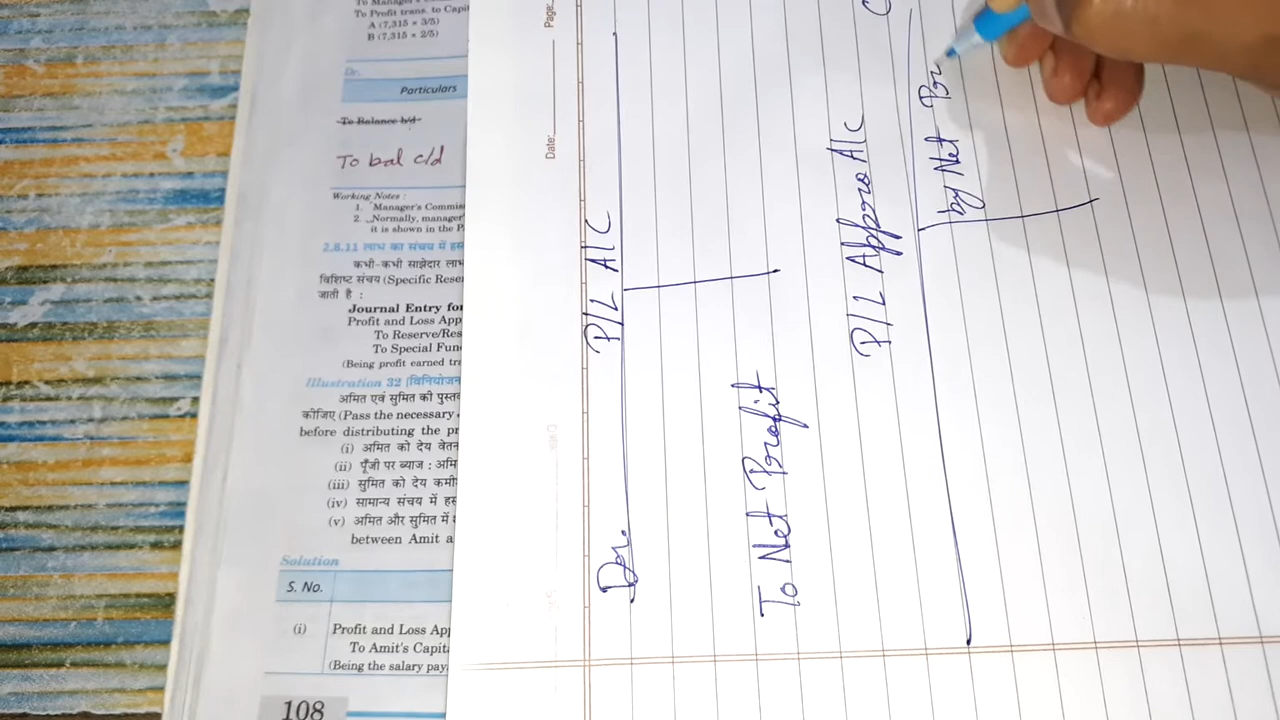 To Manager's
To Profit trans. to Capit
A (7,315 × 3/5)
B (7,315 × 2/5)
Dr.
Particulars
To Balance b/d
To bal c/d
Working Notes :
1. Manager's Commis
2. Normally, manager'
it is shown in the P
2.8.11 लाभ का संचय में हस्
कभी-कभी साझेदार लाभ
विशिष्ट संचय (Specific Rese
जाती है :
Journal Entry for
Profit and Loss App
To Reserve/Res
To Special Fun
(Being profit earned tra
Illustration 32 [विनियोजन
अमित एवं सुमित की पुस्त
कीजिए (Pass the necessary
before distributing the pr
(i) अमित को देय वेतन
(ii) पूँजी पर ब्याज : अमि
(iii) सुमित को देय कमी
(iv) सामान्य संचय में हस्
(v) अमित और सुमित में
between Amit a
Solution
S. No.
(i) Profit and Loss App
To Amit's Capita
(Being the salary pay
108
Page:
Date:
Dr. P/L A/C
To Net Profit
P/L Appro A/C C
by Net Pr